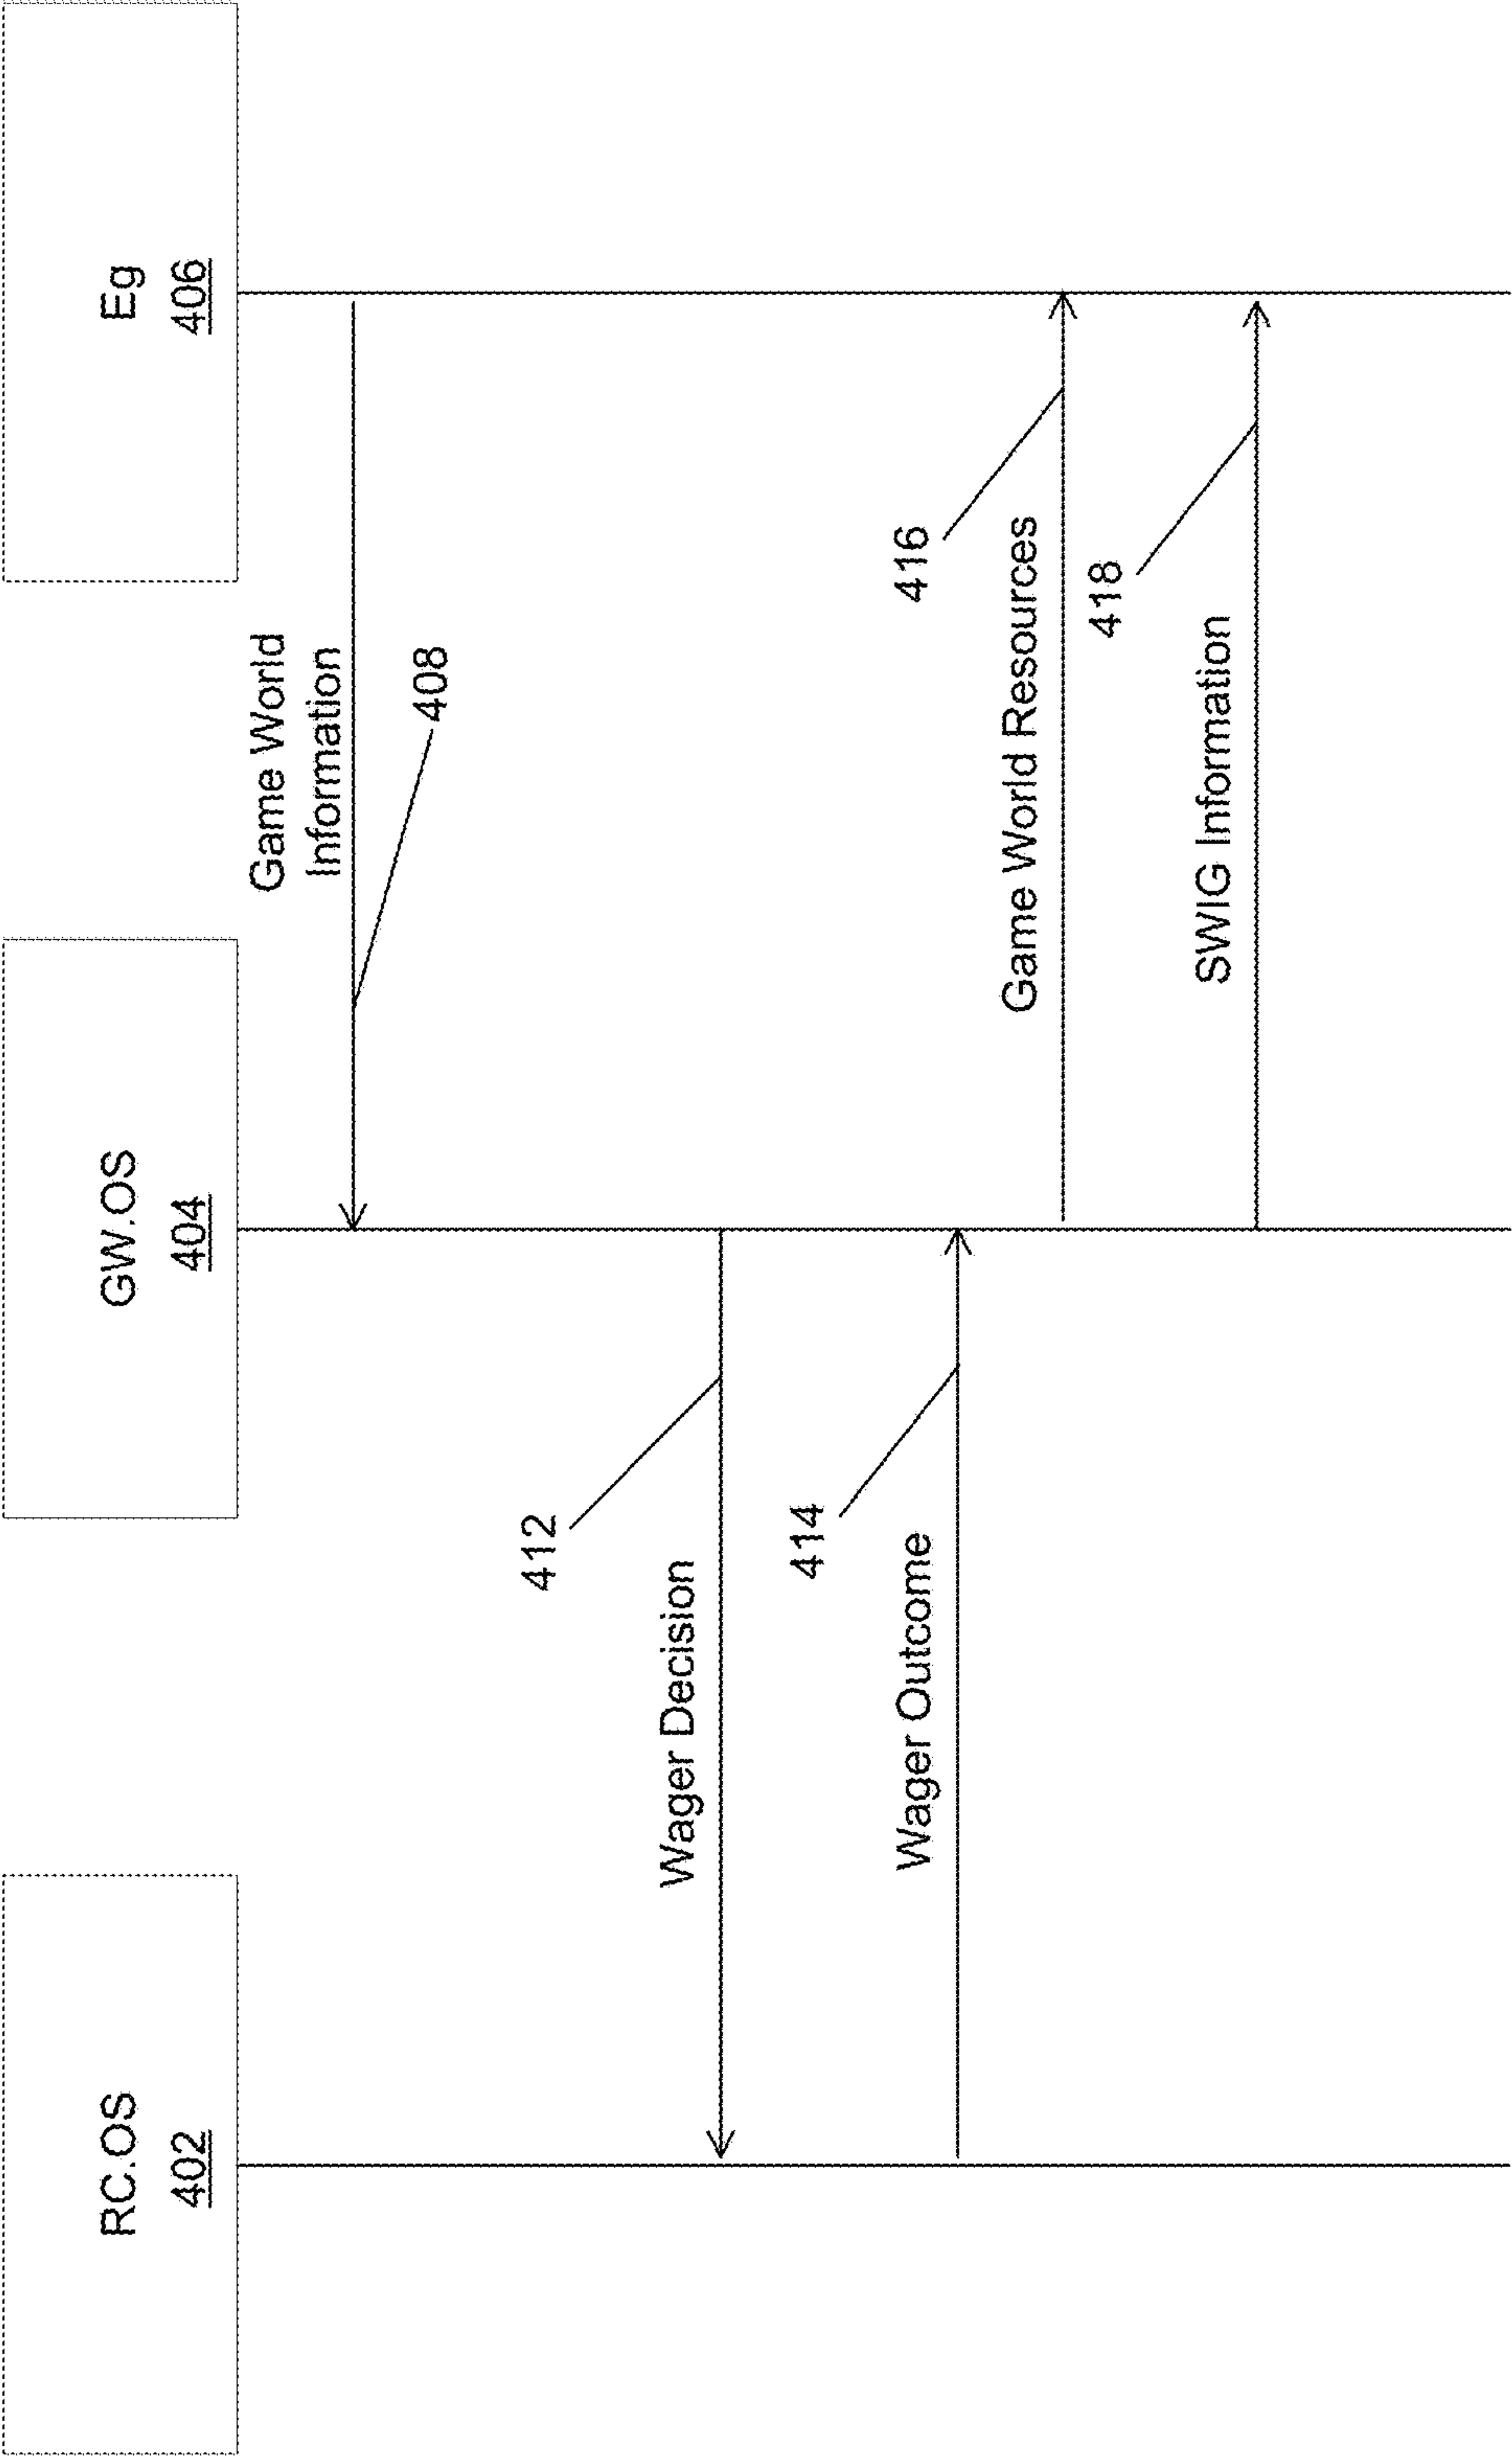 RC.OS
402
GW.OS
404
Eg
406
Game World
Information
408
412
Wager Decision
414
Wager Outcome
416
Game World Resources
418
SWIG Information